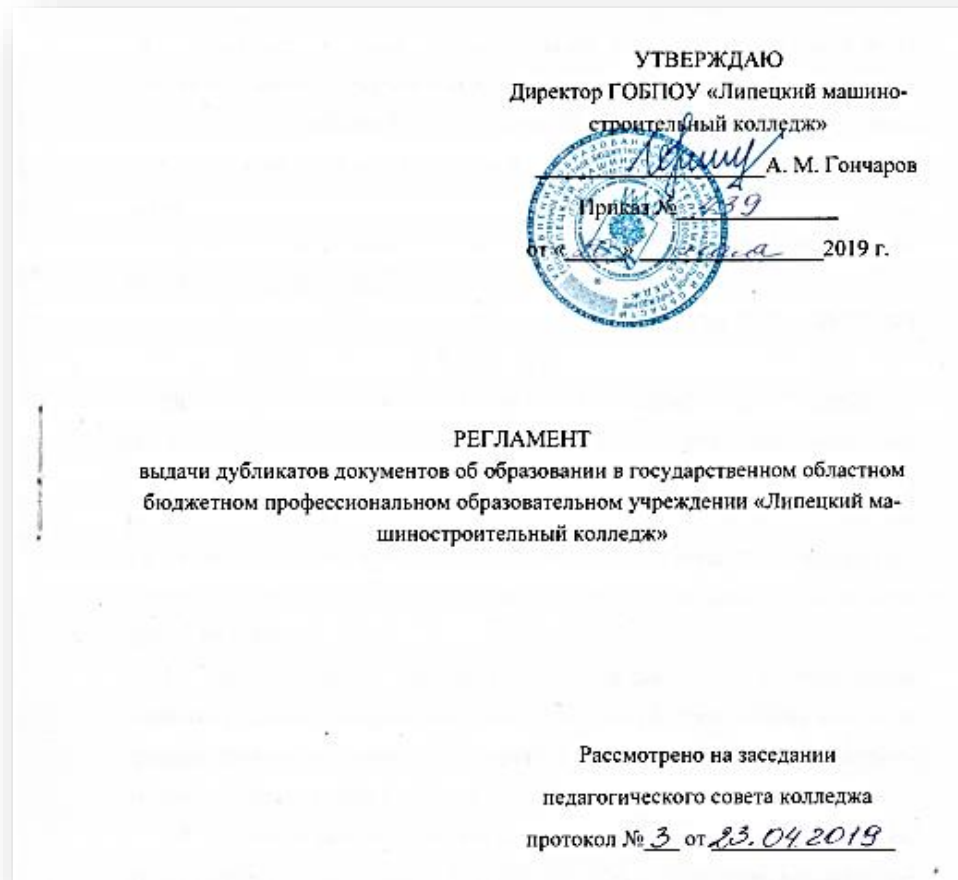 УТВЕРЖДАЮ
Директор ГОБПОУ «Липецкий машино-
строительный колледж»
А. М. Гончаров
Приказ № 239
от « » 2019 г.
РЕГЛАМЕНТ
выдачи дубликатов документов об образовании в государственном областном
бюджетном профессиональном образовательном учреждении «Липецкий ма-
шиностроительный колледж»
Рассмотрено на заседании
педагогического совета колледжа
протокол № 3 от 23.04.2019